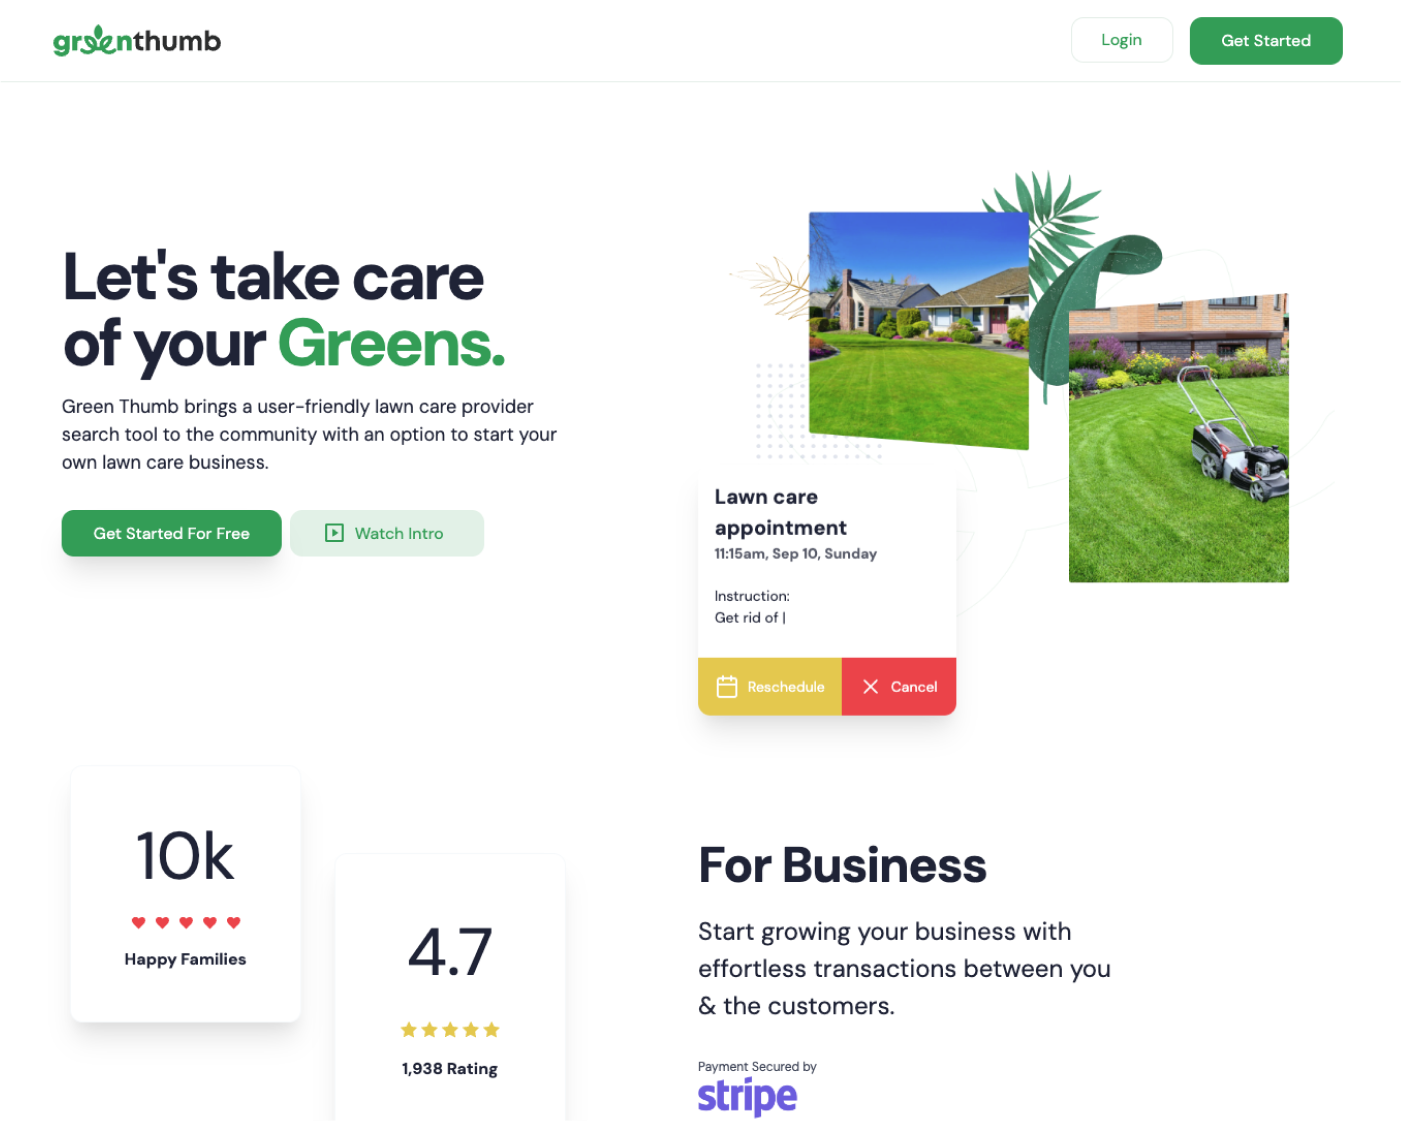 greenthumb
Login
Get Started
Let's take care
of your Greens.
Green Thumb brings a user-friendly lawn care provider
search tool to the community with an option to start your
own lawn care business.
Get Started For Free
Watch Intro
Lawn care
appointment
11:15am, Sep 10, Sunday
Instruction:
Get rid of |
Reschedule
Cancel
10k
Happy Families
4.7
1,938 Rating
For Business
Start growing your business with
effortless transactions between you
& the customers.
Payment Secured by
stripe